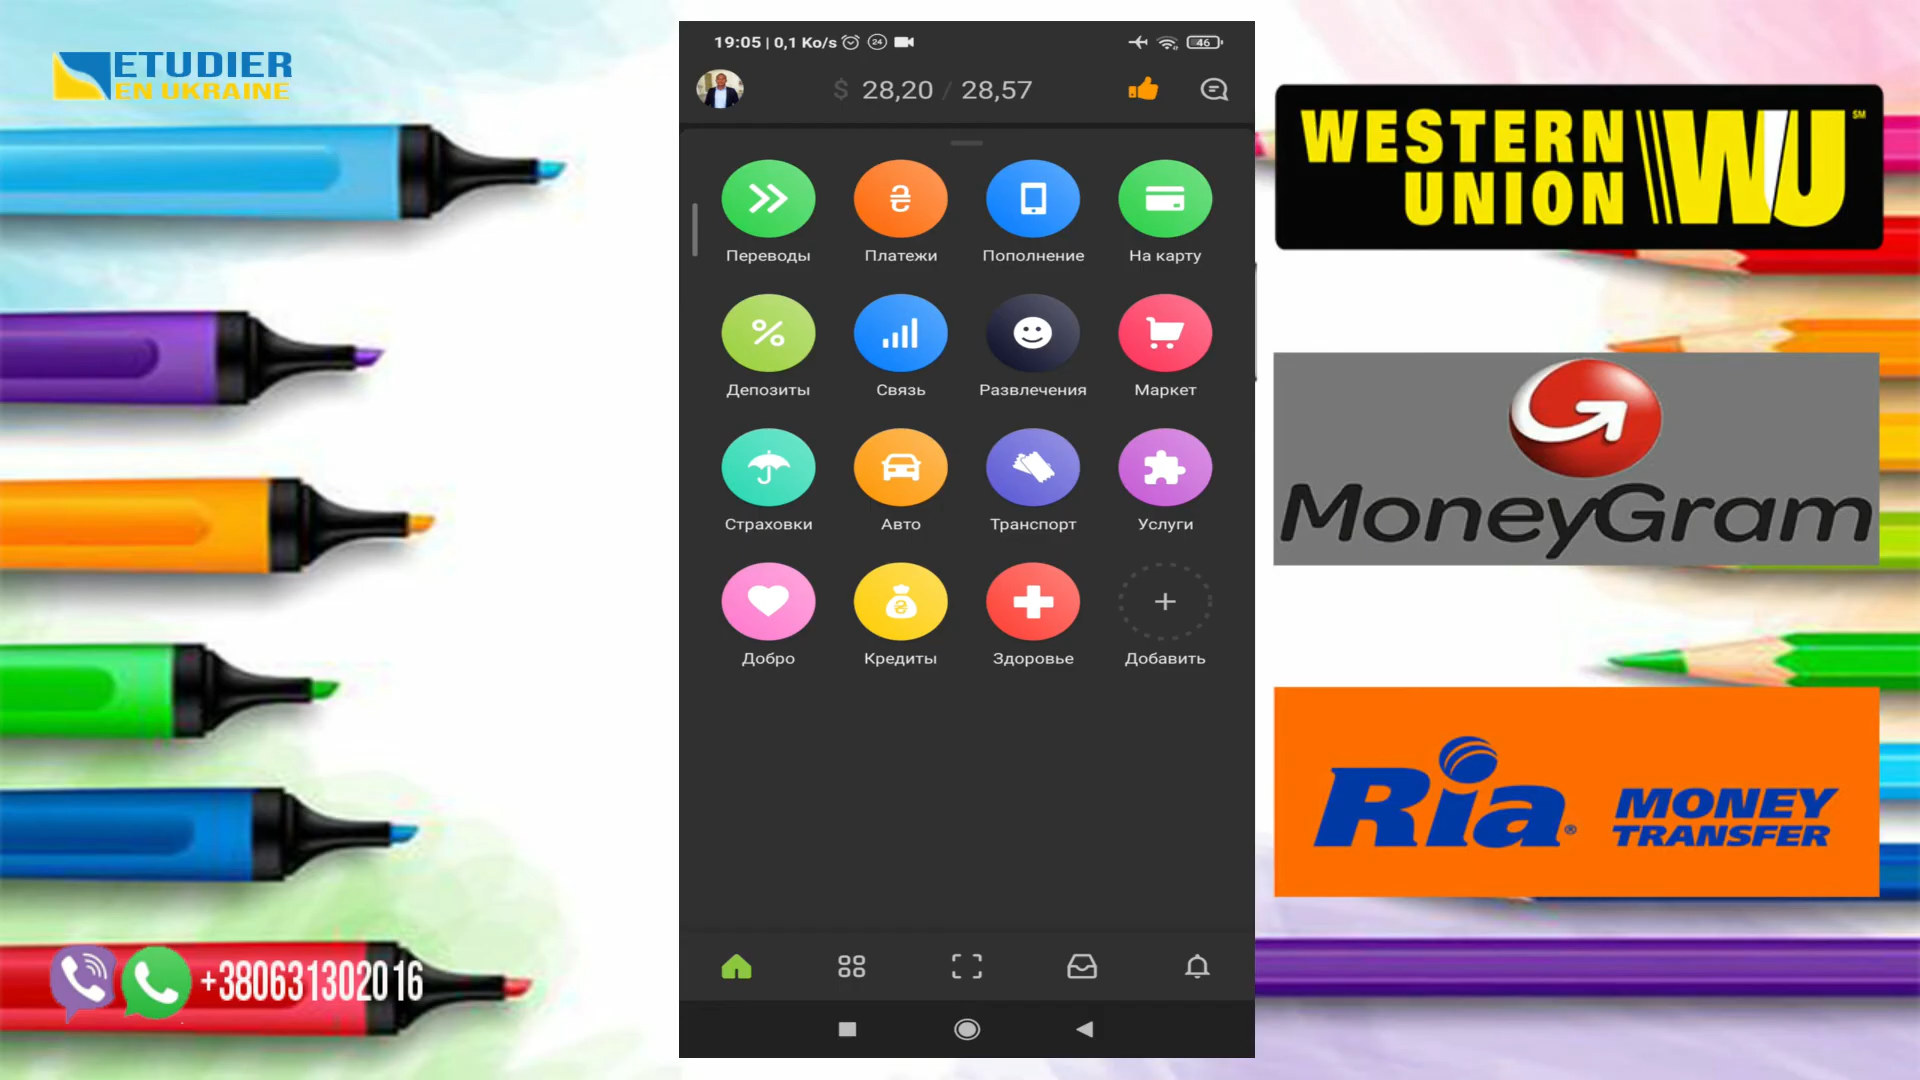 ETUDIER
EN UKRAINE
19:05 | 0,1 Ko/s 24 46
$ 28,20 / 28,57
Переводы Платежи Пополнение На карту
Депозиты Связь Развлечения Маркет
Страховки Авто Транспорт Услуги
Добро Кредиты Здоровье Добавить
WESTERN
UNION WU SM
MoneyGram
Ria® MONEY
TRANSFER
+380631302016